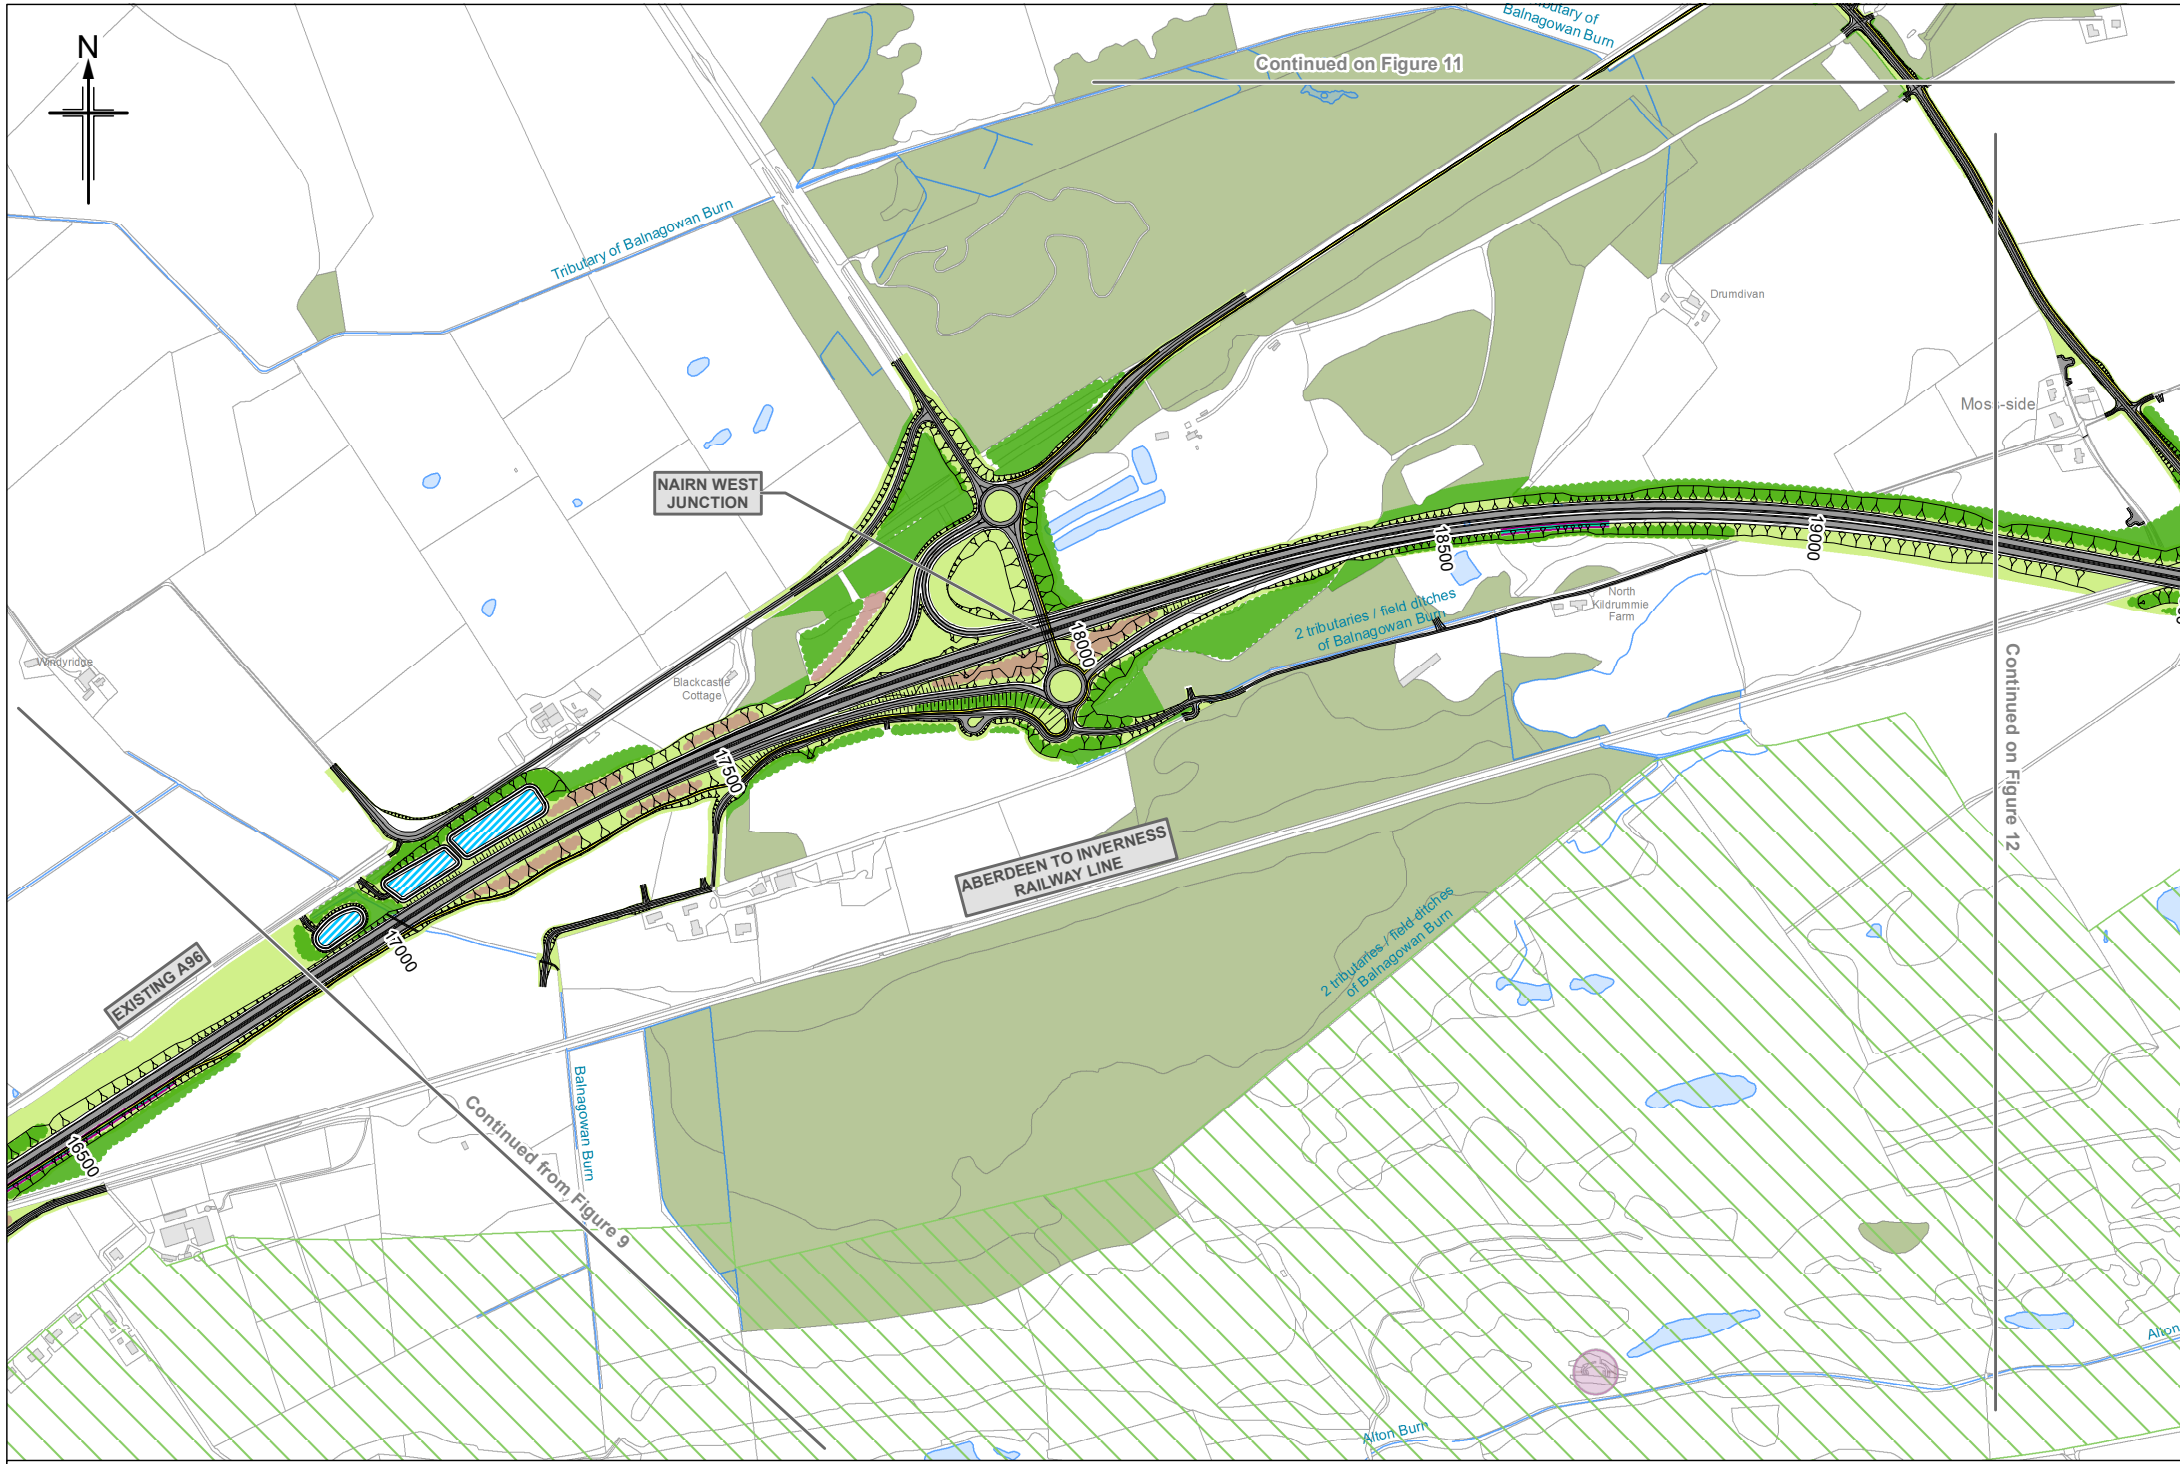 N
Tributary of
Balnagowan Burn
Continued on Figure 11
Tributary of Balnagowan Burn
Drumdivan
Moss-side
NAIRN WEST
JUNCTION
18500
19000
North
Kildrummie
Farm
2 tributaries / field ditches
of Balnagowan Burn
18000
Windyridge
Blackcastle
Cottage
17500
Continued on Figure 12
ABERDEEN TO INVERNESS
RAILWAY LINE
2 tributaries / field ditches
of Balnagowan Burn
17000
EXISTING A96
Balnagowan Burn
Continued from Figure 9
16500
Alton
Alton Burn